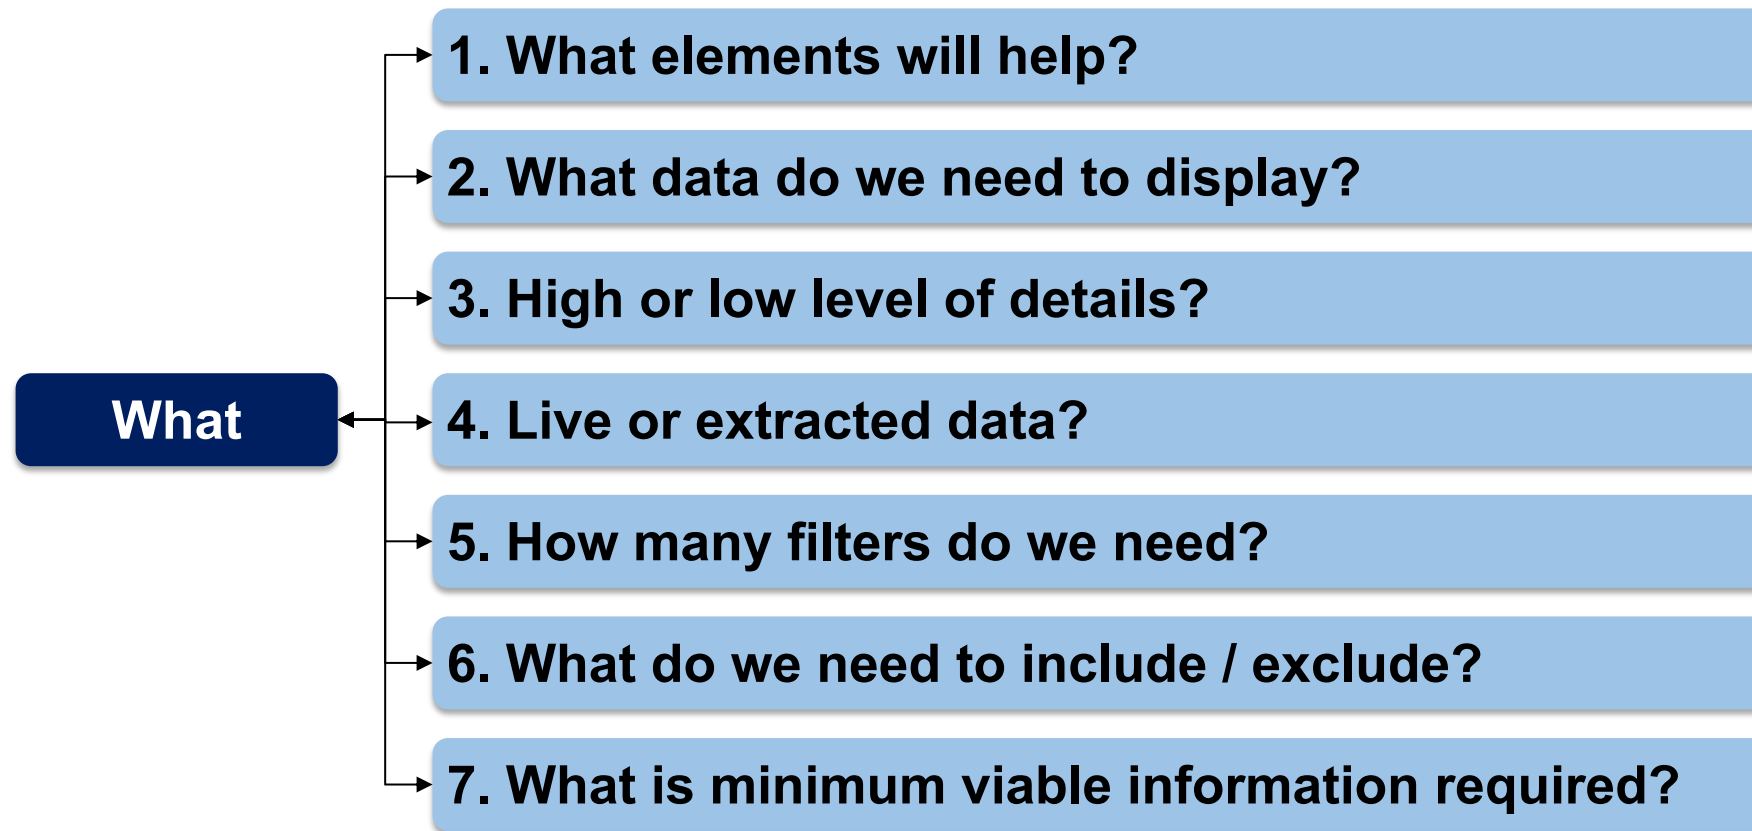 1. What elements will help?
2. What data do we need to display?
3. High or low level of details?
What
4. Live or extracted data?
5. How many filters do we need?
6. What do we need to include / exclude?
7. What is minimum viable information required?